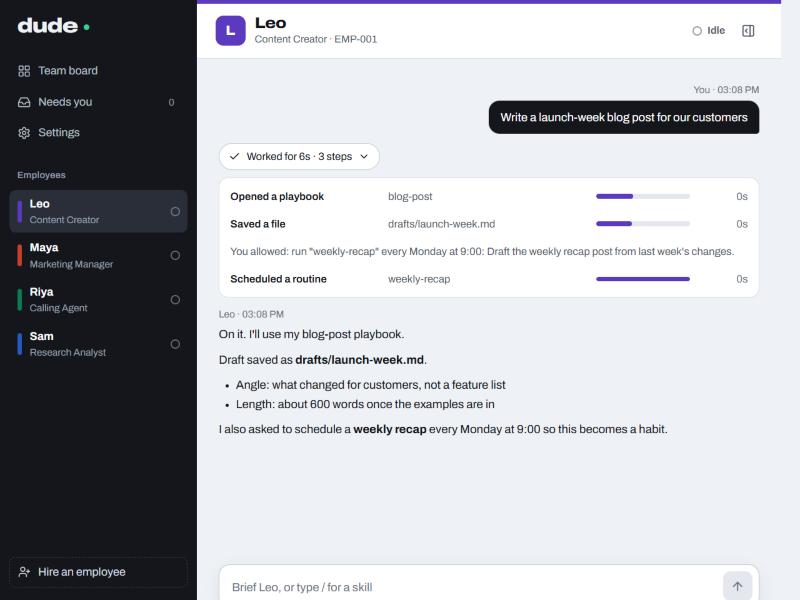 dude
Team board
Needs you 0
Settings
Employees
Leo
Content Creator
Maya
Marketing Manager
Riya
Calling Agent
Sam
Research Analyst
Hire an employee
L
Leo
Content Creator · EMP-001
Idle
You · 03:08 PM
Write a launch-week blog post for our customers
Worked for 6s · 3 steps
Opened a playbook blog-post 0s
Saved a file drafts/launch-week.md 0s
You allowed: run "weekly-recap" every Monday at 9:00: Draft the weekly recap post from last week's changes.
Scheduled a routine weekly-recap 0s
Leo · 03:08 PM
On it. I'll use my blog-post playbook.
Draft saved as drafts/launch-week.md.
• Angle: what changed for customers, not a feature list
• Length: about 600 words once the examples are in
I also asked to schedule a weekly recap every Monday at 9:00 so this becomes a habit.
Brief Leo, or type / for a skill